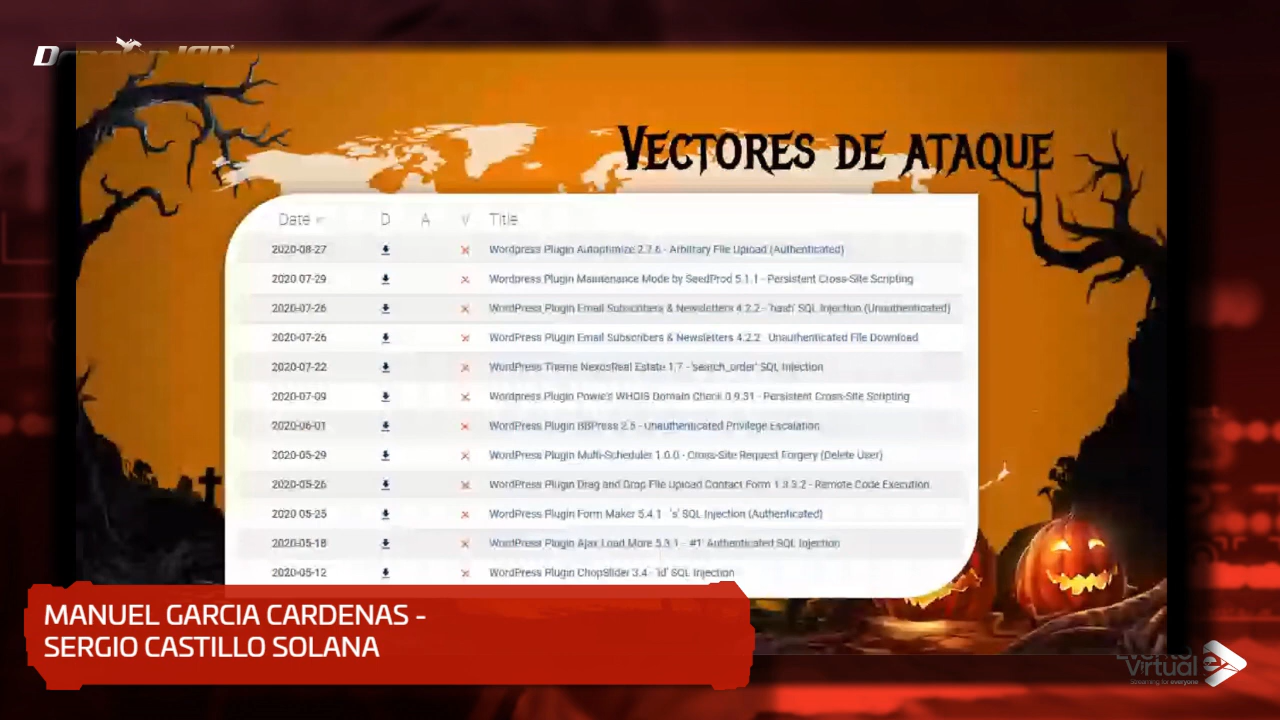 VECTORES DE ATAQUE
Date D A V Title
2020-08-27 Wordpress Plugin Autoptimize 2.7.6 - Arbitrary File Upload (Authenticated)
2020-07-29 Wordpress Plugin Maintenance Mode by SeedProd 5.1.1 - Persistent Cross-Site Scripting
2020-07-26 WordPress Plugin Email Subscribers & Newsletters 4.2.2 - 'hash' SQL Injection (Unauthenticated)
2020-07-26 WordPress Plugin Email Subscribers & Newsletters 4.2.2 - Unauthenticated File Download
2020-07-22 WordPress Theme NexosReal Estate 1.7 - 'search_order' SQL Injection
2020-07-09 Wordpress Plugin Powie's WHOIS Domain Check 0.9.31 - Persistent Cross-Site Scripting
2020-06-01 WordPress Plugin BBPress 2.5 - Unauthenticated Privilege Escalation
2020-05-29 WordPress Plugin Multi-Scheduler 1.0.0 - Cross-Site Request Forgery (Delete User)
2020-05-26 WordPress Plugin Drag and Drop File Upload Contact Form 1.3.3.2 - Remote Code Execution
2020-05-25 WordPress Plugin Form Maker 5.4.1 - 's' SQL Injection (Authenticated)
2020-05-18 WordPress Plugin Ajax Load More 5.3.1 - '#1' Authenticated SQL Injection
2020-05-12 WordPress Plugin ChopSlider 3.4 - 'id' SQL Injection
MANUEL GARCIA CARDENAS -
SERGIO CASTILLO SOLANA
Evento
Virtual
Streaming for everyone